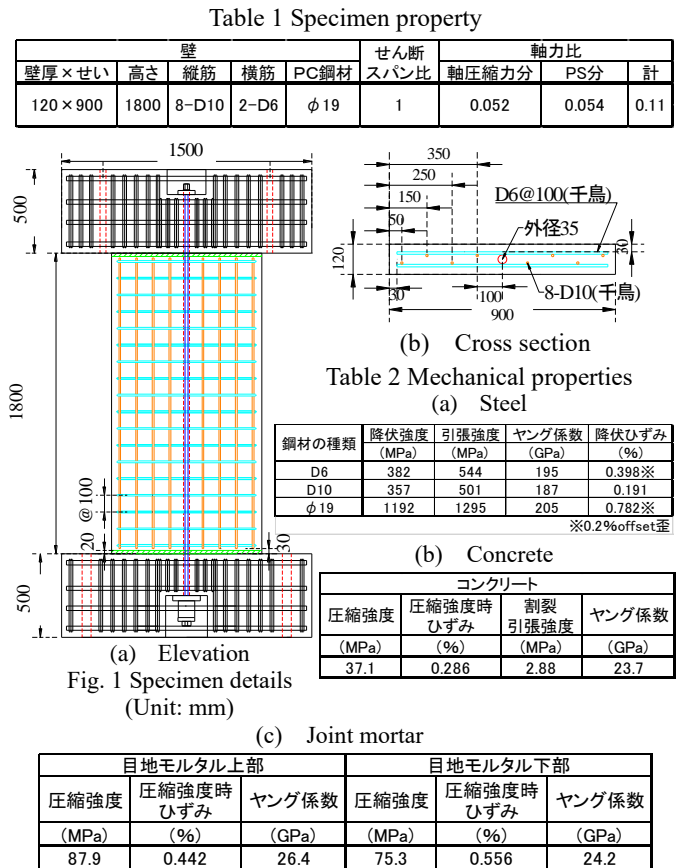 Table 1 Specimen property
壁 せん断スパン比 軸力比
壁厚×せい 高さ 縦筋 横筋 PC鋼材 軸圧縮力分 PS分 計
120×900 1800 8-D10 2-D6 φ19 1 0.052 0.054 0.11
1500
500
1800
@100
20
30
500
(a) Elevation
Fig. 1 Specimen details
(Unit: mm)
350
250
150
50
D6@100(千鳥)
外径35
120
30
30
100
8-D10(千鳥)
900
(b) Cross section
Table 2 Mechanical properties
(a) Steel
鋼材の種類 降伏強度 引張強度 ヤング係数 降伏ひずみ
(MPa) (MPa) (GPa) (%)
D6 382 544 195 0.398※
D10 357 501 187 0.191
φ19 1192 1295 205 0.782※
※0.2%offset歪
(b) Concrete
コンクリート
圧縮強度 圧縮強度時ひずみ 割裂引張強度 ヤング係数
(MPa) (%) (MPa) (GPa)
37.1 0.286 2.88 23.7
(c) Joint mortar
目地モルタル上部 目地モルタル下部
圧縮強度 圧縮強度時ひずみ ヤング係数 圧縮強度 圧縮強度時ひずみ ヤング係数
(MPa) (%) (GPa) (MPa) (%) (GPa)
87.9 0.442 26.4 75.3 0.556 24.2